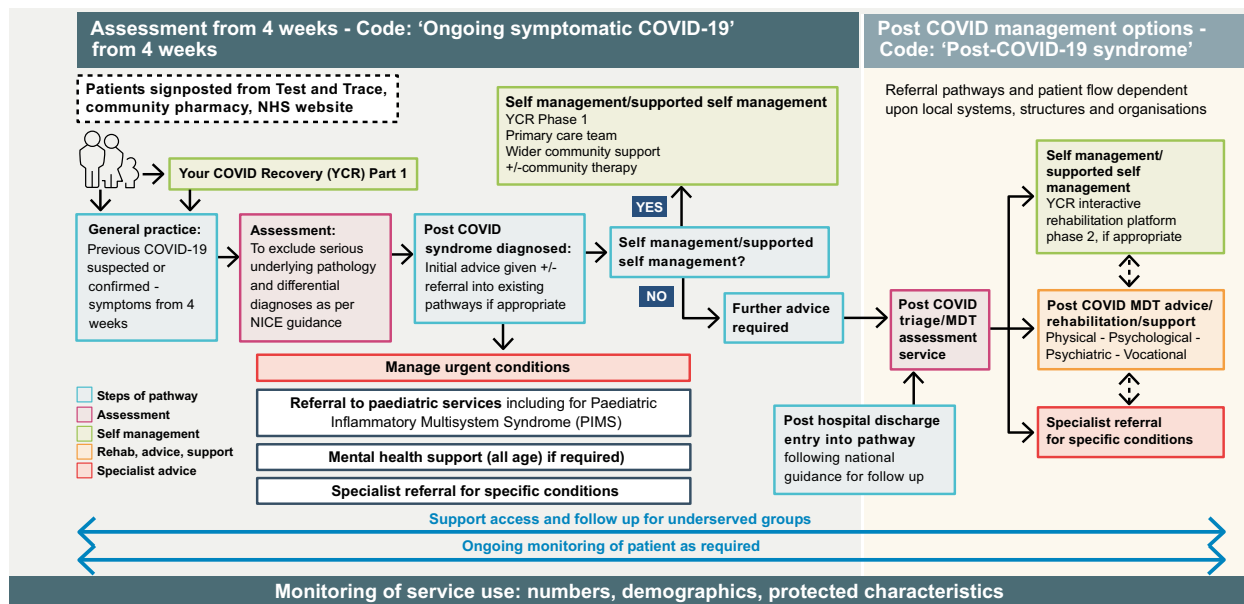 Assessment from 4 weeks - Code: ‘Ongoing symptomatic COVID-19’
from 4 weeks
Post COVID management options -
Code: ‘Post-COVID-19 syndrome’
Patients signposted from Test and Trace,
community pharmacy, NHS website
Your COVID Recovery (YCR) Part 1
Self management/supported self management
YCR Phase 1
Primary care team
Wider community support
+/-community therapy
Referral pathways and patient flow dependent
upon local systems, structures and organisations
General practice:
Previous COVID-19
suspected or
confirmed -
symptoms from 4
weeks
Assessment:
To exclude serious
underlying pathology
and differential
diagnoses as per
NICE guidance
Post COVID
syndrome diagnosed:
Initial advice given +/-
referral into existing
pathways if appropriate
YES
Self management/supported
self management?
NO
Further advice
required
Post COVID
triage/MDT
assessment
service
Self management/
supported self
management
YCR interactive
rehabilitation platform
phase 2, if appropriate
Post COVID MDT advice/
rehabilitation/support
Physical - Psychological -
Psychiatric - Vocational
Specialist referral
for specific conditions
Manage urgent conditions
Referral to paediatric services including for Paediatric
Inflammatory Multisystem Syndrome (PIMS)
Mental health support (all age) if required)
Specialist referral for specific conditions
Post hospital discharge
entry into pathway
following national
guidance for follow up
Steps of pathway
Assessment
Self management
Rehab, advice, support
Specialist advice
Support access and follow up for underserved groups
Ongoing monitoring of patient as required
Monitoring of service use: numbers, demographics, protected characteristics